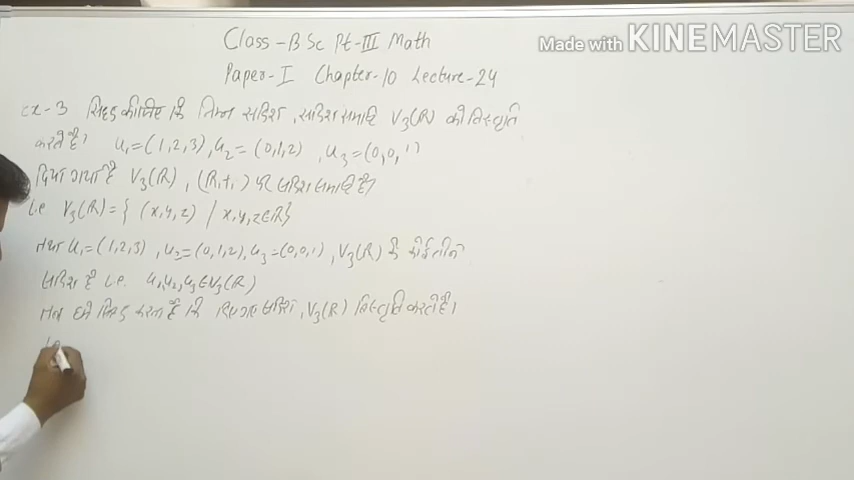 Class - B Sc Pt-III Math
Made with KINEMASTER
Paper-I Chapter-10 Lecture-24
Ex-3 सिद्ध कीजिए कि निम्न सदिश, सदिश समष्टि V₃(R) की विस्तृति
करते है। u₁=(1,2,3), u₂=(0,1,2), u₃=(0,0,1)
दिया गया है V₃(R), (R,+,·) पर सदिश समष्टि है।
i.e V₃(R)={ (x,y,z) / x,y,z∈R}
तथा u₁=(1,2,3), u₂=(0,1,2), u₃=(0,0,1), V₃(R) के कोई तीन
सदिश है i.e. u₁,u₂,u₃∈V₃(R)
तब हमें सिद्ध करना है कि दिए गए सदिश, V₃(R) विस्तृति करते है।